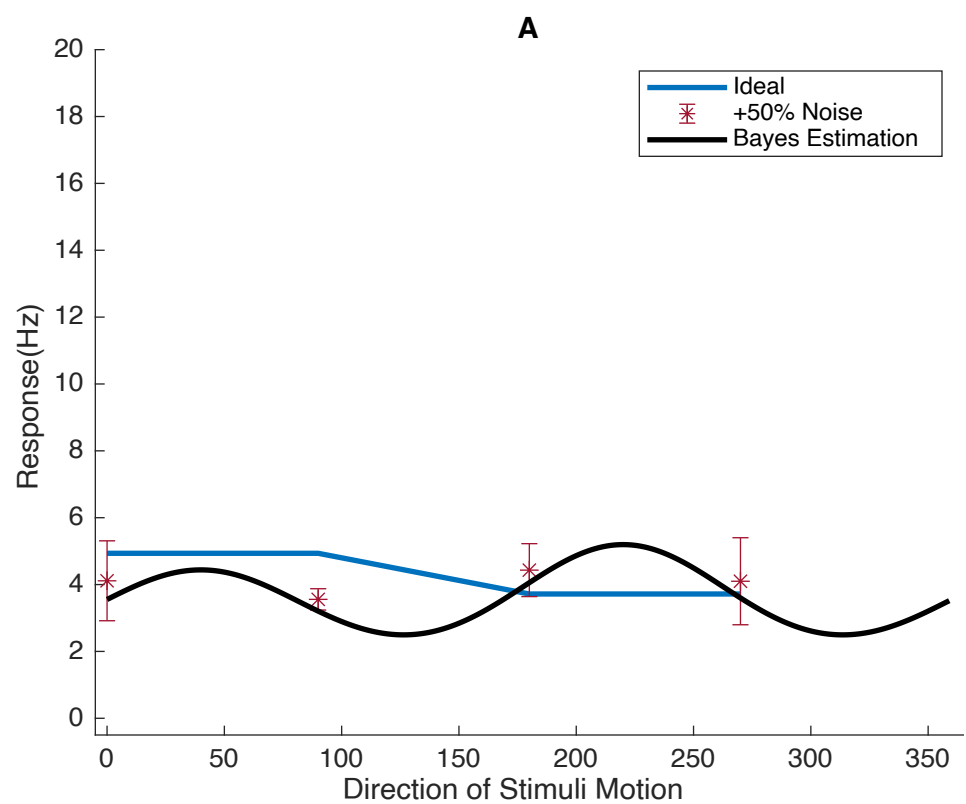 A
20
18
16
14
12
10
8
6
4
2
0
Response(Hz)
Ideal
+50% Noise
Bayes Estimation
0 50 100 150 200 250 300 350
Direction of Stimuli Motion